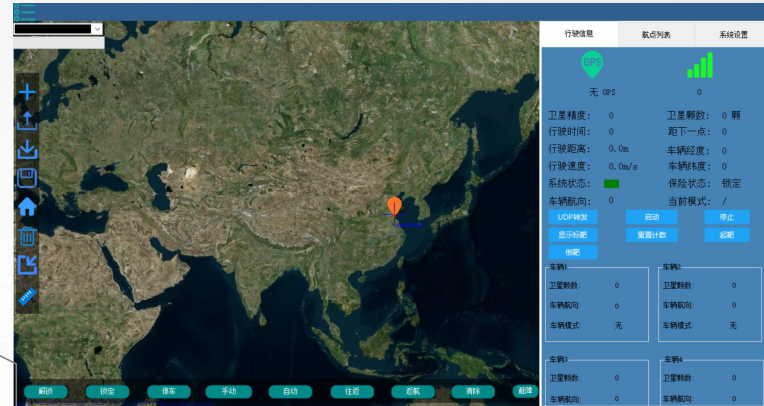 行驶信息 航点列表 系统设置
GPS
无 GPS 0
卫星精度: 0 卫星颗数: 0 颗
行驶时间: 0 距下一点: 0
行驶距离: 0.0m 车辆经度: 0
行驶速度: 0.0m/s 车辆纬度: 0
系统状态: 保险状态: 锁定
车辆航向: 0 当前模式: /
UDP转发 启动 停止
显示标靶 重置计数 起靶
倒靶
车辆1 车辆2
卫星颗数: 0 卫星颗数: 0
车辆航向: 0 车辆航向: 0
车辆模式: 无 车辆模式: 无
车辆3 车辆4
卫星颗数: 0 卫星颗数: 0
车辆航向: 0 车辆航向: 0
解锁 锁定 停车 手动 自动 往返 返航 清除 避障